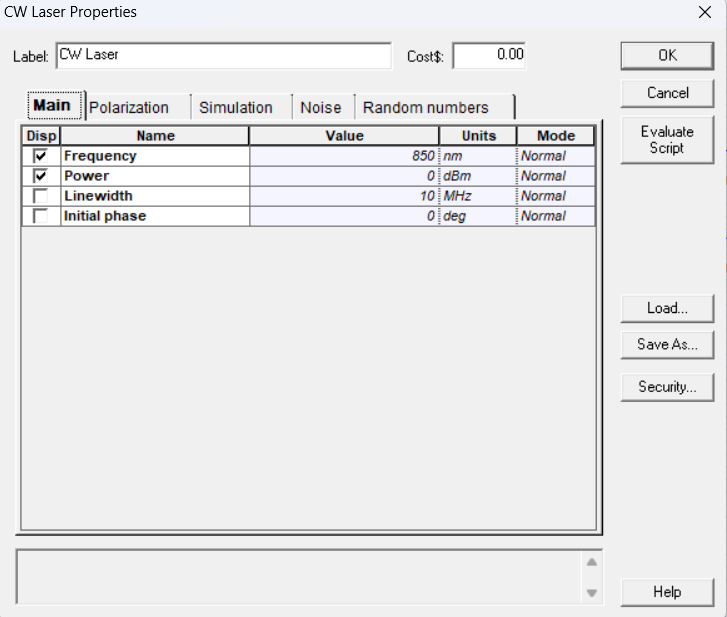 CW Laser Properties
Label: CW Laser Cost$: 0.00 OK
Cancel
Main Polarization Simulation Noise Random numbers
Evaluate
Script
Disp Name Value Units Mode
Frequency 850 nm Normal
Power 0 dBm Normal
Linewidth 10 MHz Normal
Initial phase 0 deg Normal
Load...
Save As...
Security...
Help